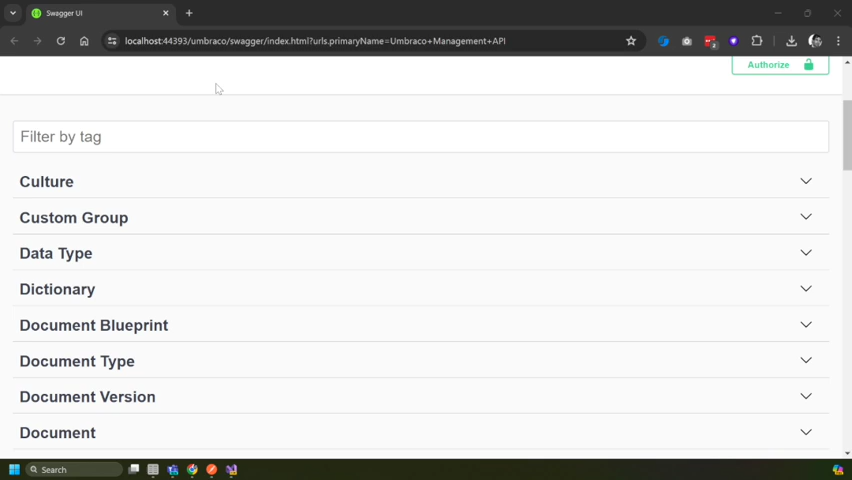 Swagger UI
localhost:44393/umbraco/swagger/index.html?urls.primaryName=Umbraco+Management+API
2
Authorize
Filter by tag
Culture
Custom Group
Data Type
Dictionary
Document Blueprint
Document Type
Document Version
Document
Search